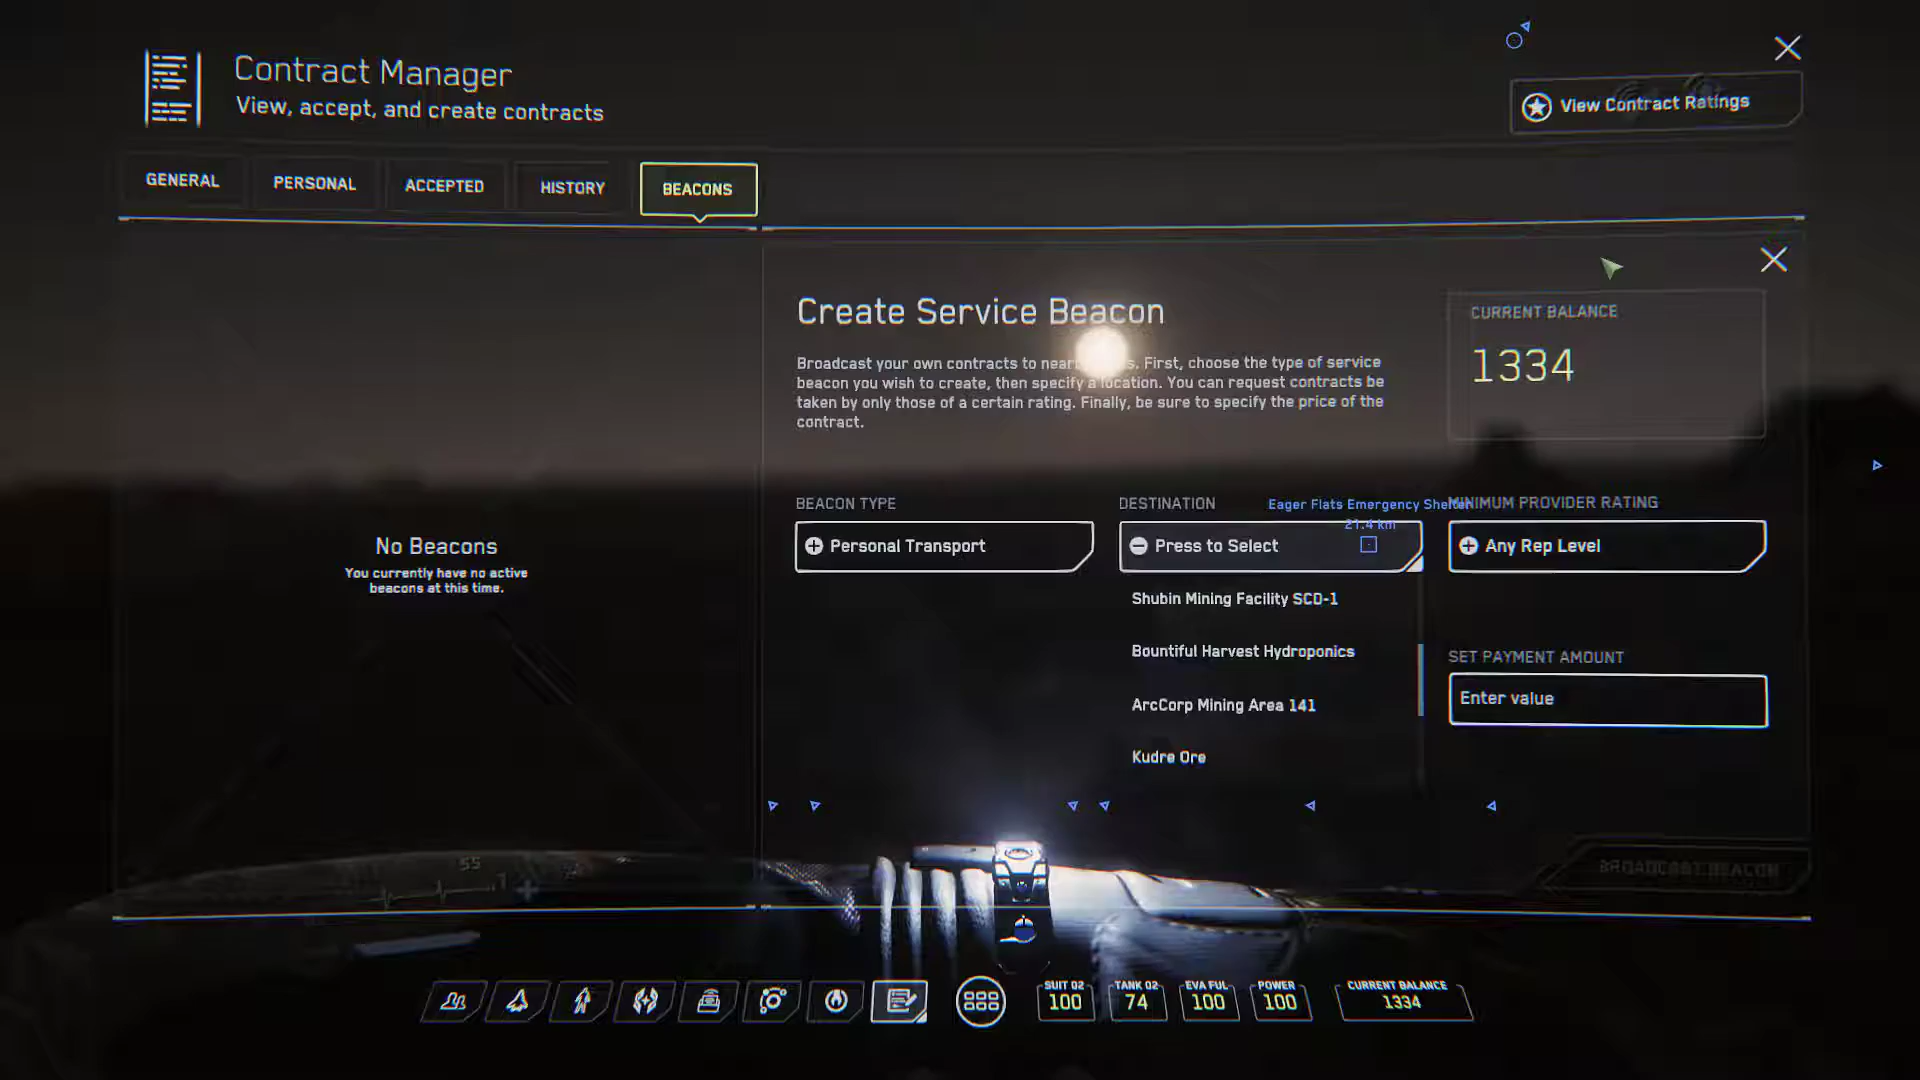 Contract Manager
View, accept, and create contracts
View Contract Ratings
GENERAL
PERSONAL
ACCEPTED
HISTORY
BEACONS
Create Service Beacon
Broadcast your own contracts to near s. First, choose the type of service
beacon you wish to create, then specify a location. You can request contracts be
taken by only those of a certain rating. Finally, be sure to specify the price of the
contract.
CURRENT BALANCE
1334
No Beacons
You currently have no active
beacons at this time.
BEACON TYPE
Personal Transport
DESTINATION
Eager Flats Emergency Shelter
21.4 km
Press to Select
Shubin Mining Facility SCD-1
Bountiful Harvest Hydroponics
ArcCorp Mining Area 141
Kudre Ore
MINIMUM PROVIDER RATING
Any Rep Level
SET PAYMENT AMOUNT
Enter value
BROADCAST BEACON
55
SUIT O2
100
TANK O2
74
EVA FUL
100
POWER
100
CURRENT BALANCE
1334